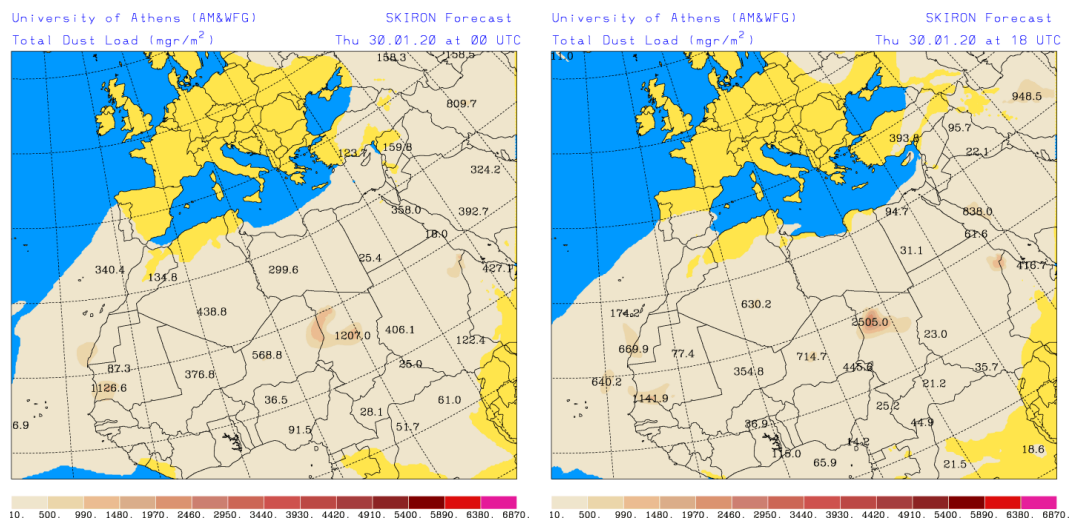 University of Athens (AM&WFG) SKIRON Forecast
Total Dust Load (mgr/m²) Thu 30.01.20 at 00 UTC
158.3 158.5
809.7
123.7 159.8
324.2
358.0 392.7
18.0
340.4 134.8 299.6 25.4 427.1
438.8
1207.0 406.1 122.4
568.8
87.3 376.8 25.0
1126.6 36.5 61.0
28.1
6.9 91.5 51.7
10. 500. 990. 1480. 1970. 2460. 2950. 3440. 3930. 4420. 4910. 5400. 5890. 6380. 6870.
University of Athens (AM&WFG) SKIRON Forecast
Total Dust Load (mgr/m²) Thu 30.01.20 at 18 UTC
11.0
948.5
393.8 95.7
22.1
94.7 838.0
61.6
31.1
416.7
630.2
174.2
2505.0
669.9 77.4 23.0
714.7
640.2 354.8 445.6 35.7
21.2
1141.9 25.2
36.9 44.9
14.2
115.0 65.9 21.5 18.6
10. 500. 990. 1480. 1970. 2460. 2950. 3440. 3930. 4420. 4910. 5400. 5890. 6380. 6870.